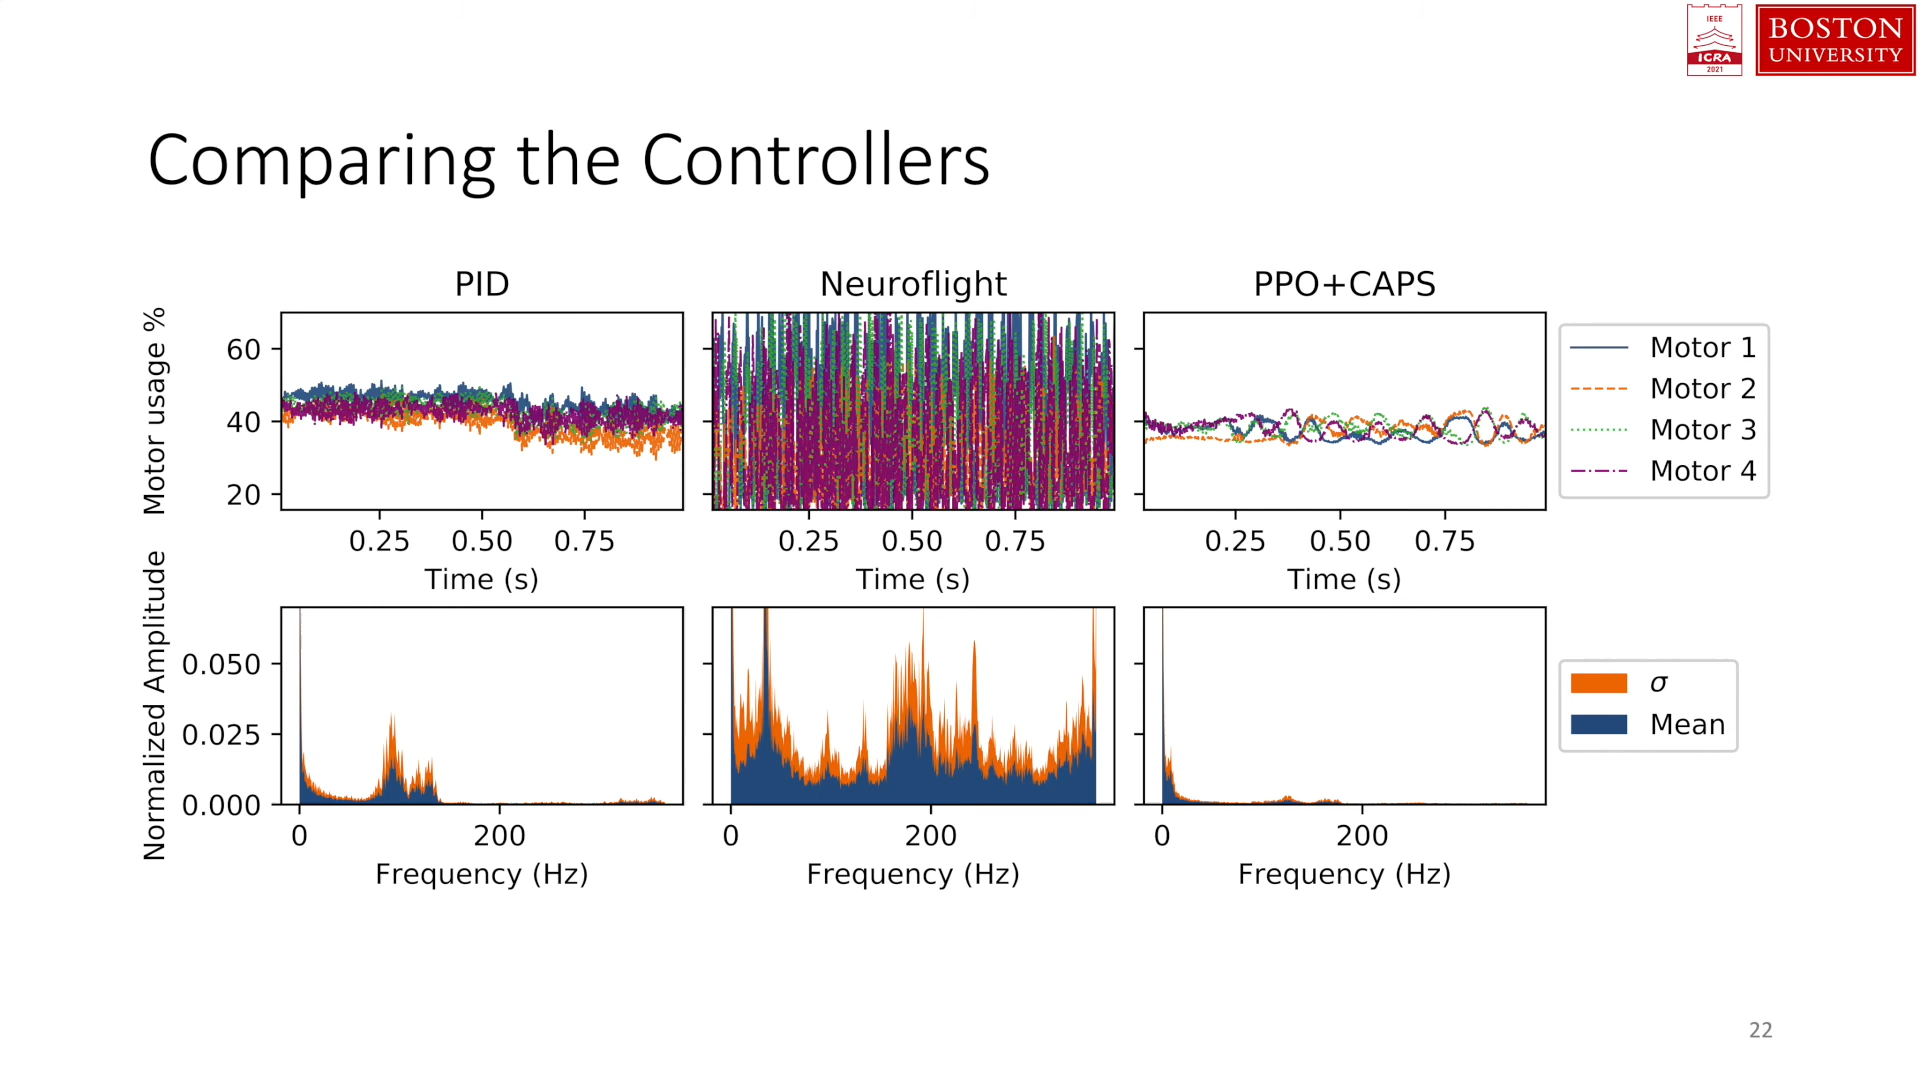 IEEE
ICRA
2021
BOSTON
UNIVERSITY
Comparing the Controllers
PID
Neuroflight
PPO+CAPS
Motor usage %
60
40
20
0.25 0.50 0.75
0.25 0.50 0.75
0.25 0.50 0.75
Time (s)
Time (s)
Time (s)
Motor 1
Motor 2
Motor 3
Motor 4
Normalized Amplitude
0.050
0.025
0.000
0 200
0 200
0 200
Frequency (Hz)
Frequency (Hz)
Frequency (Hz)
σ
Mean
22